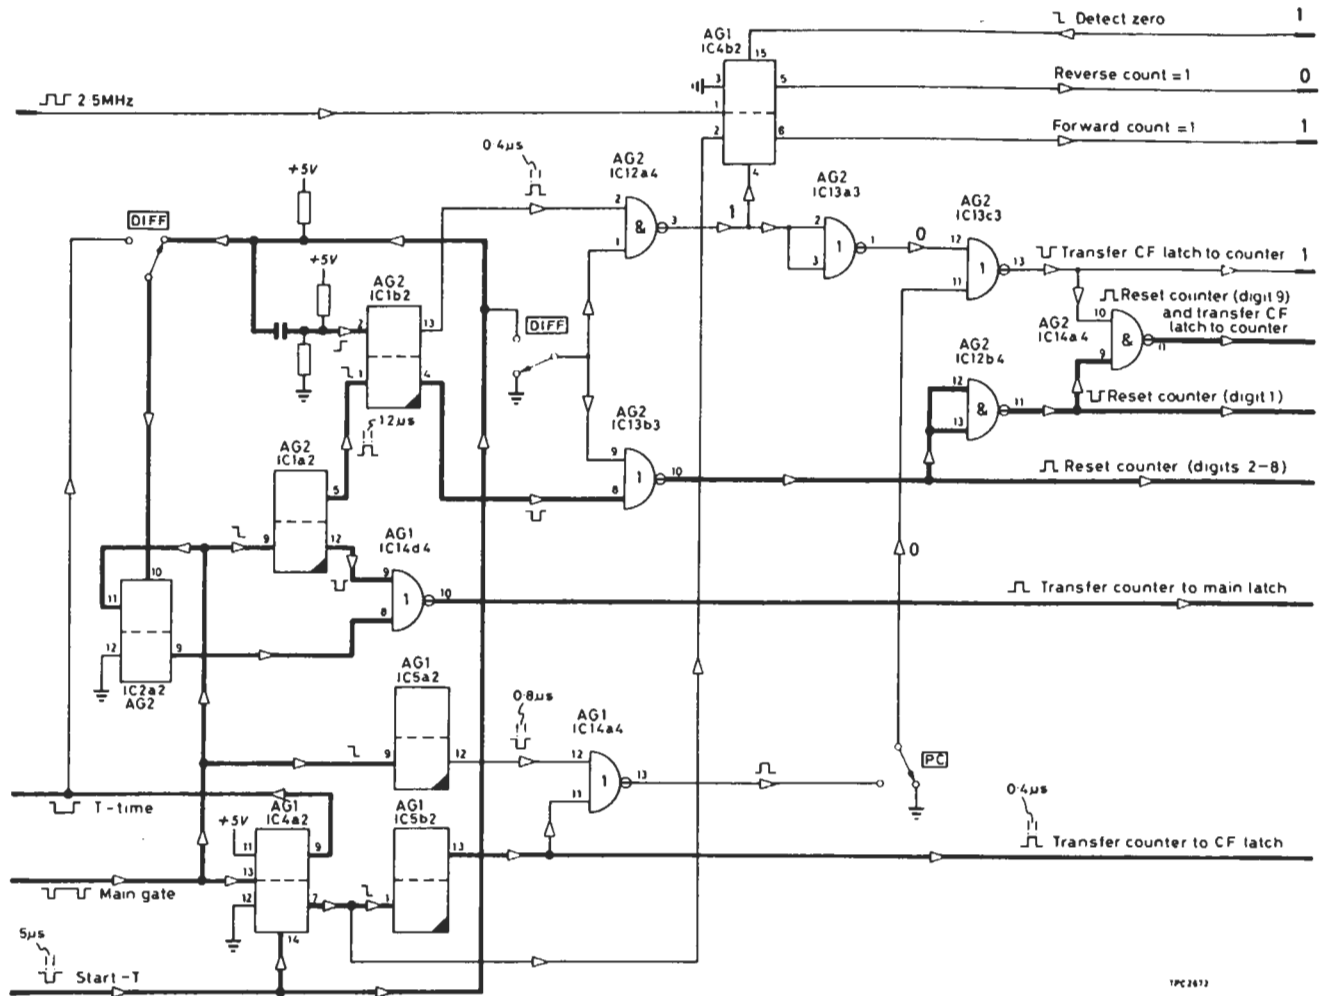 Detect zero 1
AG1
IC4b2
15
3
5
Reverse count = 1 0
2 5MHz
1
2
6
Forward count = 1 1
4
0·4µs
+5V
AG2
IC12a4
AG2
IC13a3
AG2
IC13c3
DIFF
2
&
3
1
1
2
1
1
3
0
12
1
13
11
Transfer CF latch to counter 1
+5V
AG2
IC1b2
2
13
1
4
12µs
DIFF
Reset counter (digit 9)
and transfer CF
latch to counter
AG2
IC14a4
10
&
11
9
AG2
IC12b4
12
&
11
13
Reset counter (digit 1)
AG2
IC13b3
9
1
10
8
Reset counter (digits 2-8)
AG2
IC1a2
5
9
12
AG1
IC14d4
9
1
10
8
0
Transfer counter to main latch
10
11
12
9
IC2a2
AG2
AG1
IC5a2
9
12
0·8µs
AG1
IC14a4
12
1
13
11
PC
T-time
AG1
IC4a2
+5V
11
9
13
12
7
14
AG1
IC5b2
1
13
0·4µs
Transfer counter to CF latch
Main gate
5µs
Start-T
TPC2673